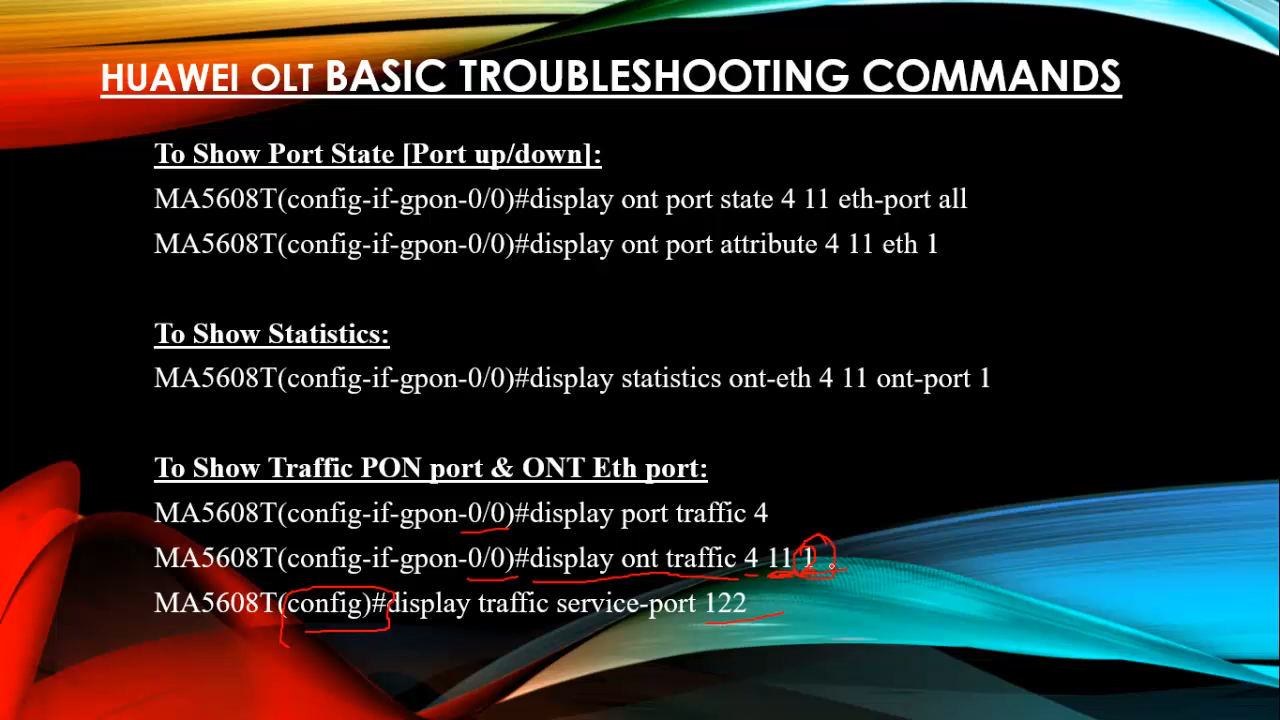 HUAWEI OLT BASIC TROUBLESHOOTING COMMANDS
To Show Port State [Port up/down]:
MA5608T(config-if-gpon-0/0)#display ont port state 4 11 eth-port all
MA5608T(config-if-gpon-0/0)#display ont port attribute 4 11 eth 1
To Show Statistics:
MA5608T(config-if-gpon-0/0)#display statistics ont-eth 4 11 ont-port 1
To Show Traffic PON port & ONT Eth port:
MA5608T(config-if-gpon-0/0)#display port traffic 4
MA5608T(config-if-gpon-0/0)#display ont traffic 4 11 1
MA5608T(config)#display traffic service-port 122